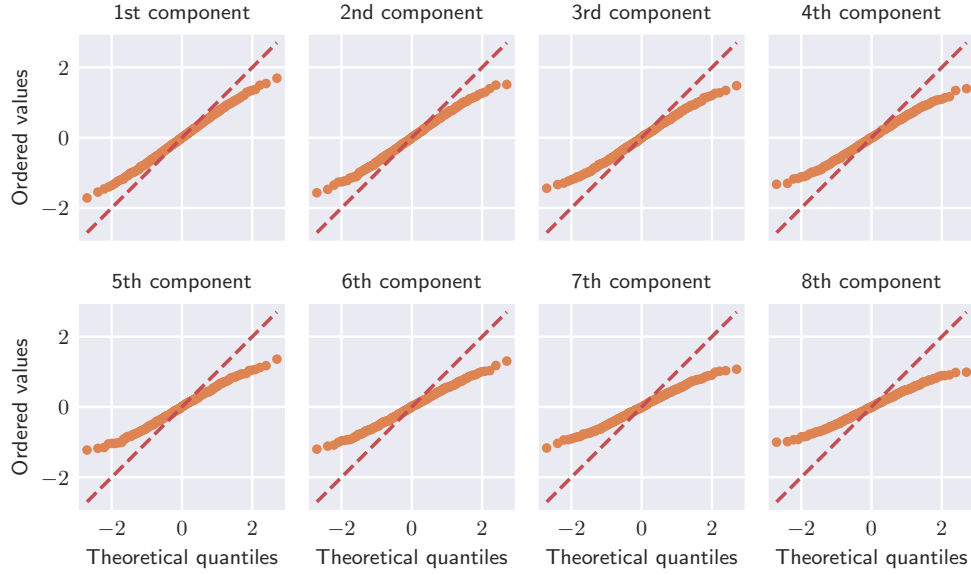 1st component
2nd component
3rd component
4th component
Ordered values
2
0
−2
5th component
6th component
7th component
8th component
Ordered values
2
0
−2
−2 0 2
−2 0 2
−2 0 2
−2 0 2
Theoretical quantiles
Theoretical quantiles
Theoretical quantiles
Theoretical quantiles